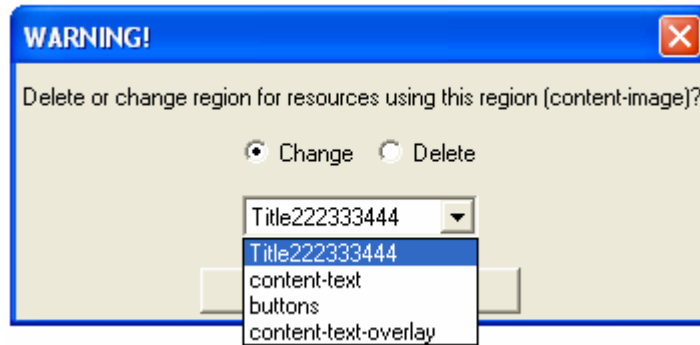 WARNING!
Delete or change region for resources using this region (content-image)?
Change Delete
Title222333444
Title222333444
content-text
buttons
content-text-overlay